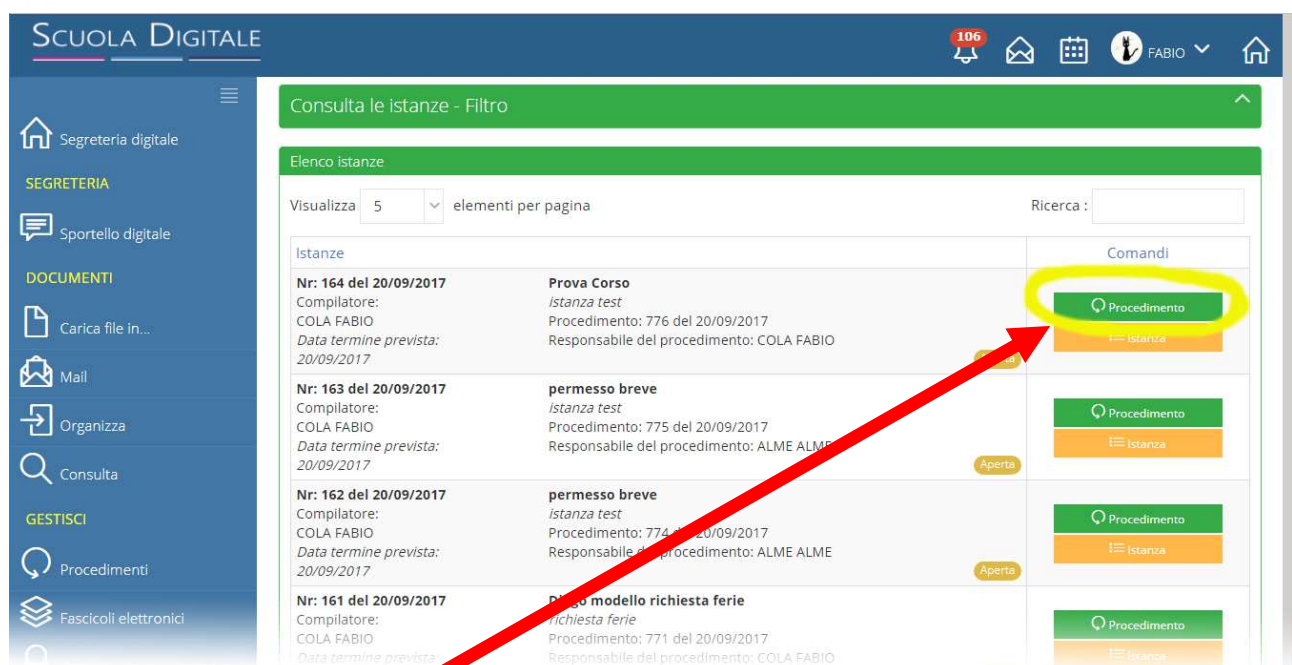 SCUOLA DIGITALE
106
FABIO
Segreteria digitale
SEGRETERIA
Sportello digitale
DOCUMENTI
Carica file in...
Mail
Organizza
Consulta
GESTISCI
Procedimenti
Fascicoli elettronici
Consulta le istanze - Filtro
Elenco istanze
Visualizza 5 elementi per pagina
Ricerca :
Istanze
Comandi
Nr: 164 del 20/09/2017
Compilatore:
COLA FABIO
Data termine prevista:
20/09/2017
Prova Corso
istanza test
Procedimento: 776 del 20/09/2017
Responsabile del procedimento: COLA FABIO
Aperta
Procedimento
Istanza
Nr: 163 del 20/09/2017
Compilatore:
COLA FABIO
Data termine prevista:
20/09/2017
permesso breve
istanza test
Procedimento: 775 del 20/09/2017
Responsabile del procedimento: ALME ALME
Aperta
Procedimento
Istanza
Nr: 162 del 20/09/2017
Compilatore:
COLA FABIO
Data termine prevista:
20/09/2017
permesso breve
istanza test
Procedimento: 774 del 20/09/2017
Responsabile del procedimento: ALME ALME
Aperta
Procedimento
Istanza
Nr: 161 del 20/09/2017
Compilatore:
COLA FABIO
Data termine prevista:
modello richiesta ferie
richiesta ferie
Procedimento: 771 del 20/09/2017
Responsabile del procedimento: COLA FABIO
Procedimento
Istanza